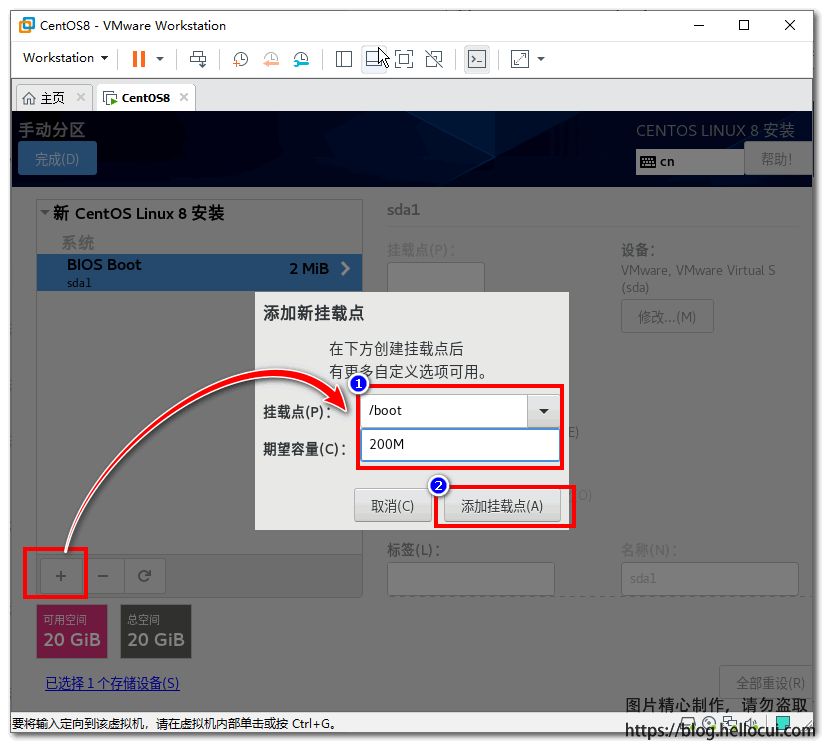 CentOS8 - VMware Workstation
Workstation
主页 CentOS8
手动分区
CENTOS LINUX 8 安装
完成(D)
cn
帮助!
新 CentOS Linux 8 安装
系统
BIOS Boot
2 MiB
sda1
sda1
挂载点(P):
设备:
VMware, VMware Virtual S
(sda)
修改...(M)
添加新挂载点
在下方创建挂载点后
有更多自定义选项可用。
1
挂载点(P):
/boot
期望容量(C):
200M
E)
2
取消(C)
添加挂载点(A)
(O)
标签(L):
名称(N):
sda1
+ −
可用空间
20 GiB
总空间
20 GiB
已选择 1 个存储设备(S)
全部重设(R)
图片精心制作，请勿盗取
要将输入定向到该虚拟机，请在虚拟机内部单击或按 Ctrl+G。
https://blog.hellocui.com